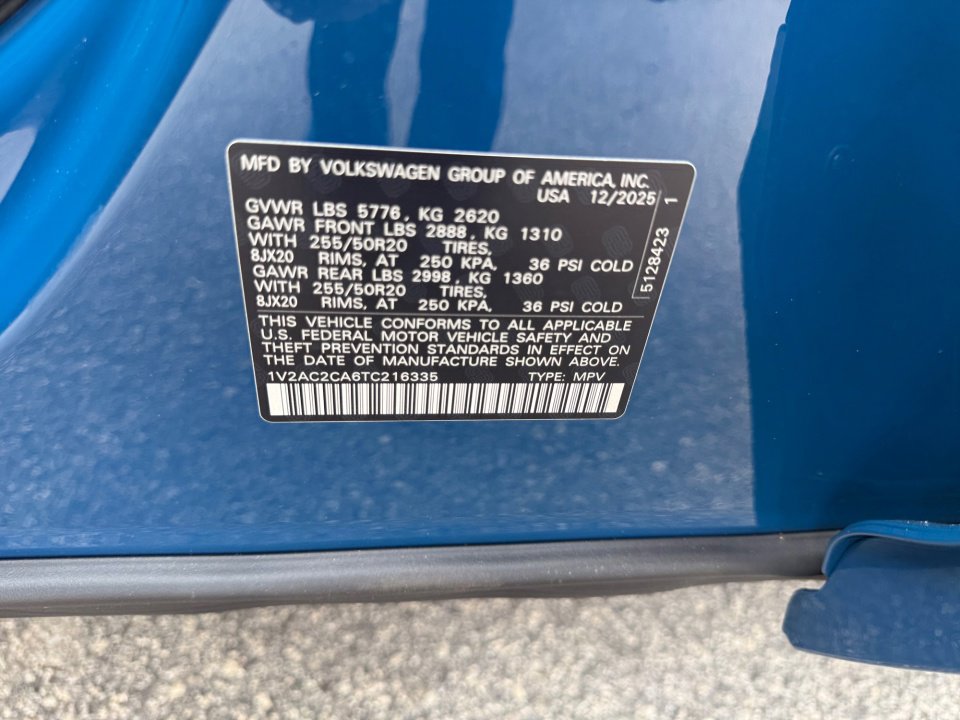 MFD BY VOLKSWAGEN GROUP OF AMERICA, INC.
USA 12/2025
GVWR LBS 5776, KG 2620
GAWR FRONT LBS 2888, KG 1310
WITH 255/50R20 TIRES,
8JX20 RIMS, AT 250 KPA, 36 PSI COLD
GAWR REAR LBS 2998, KG 1360
WITH 255/50R20 TIRES,
8JX20 RIMS, AT 250 KPA, 36 PSI COLD
THIS VEHICLE CONFORMS TO ALL APPLICABLE
U.S. FEDERAL MOTOR VEHICLE SAFETY AND
THEFT PREVENTION STANDARDS IN EFFECT ON
THE DATE OF MANUFACTURE SHOWN ABOVE.
1V2AC2CA6TC216335 TYPE: MPV
5128423 1